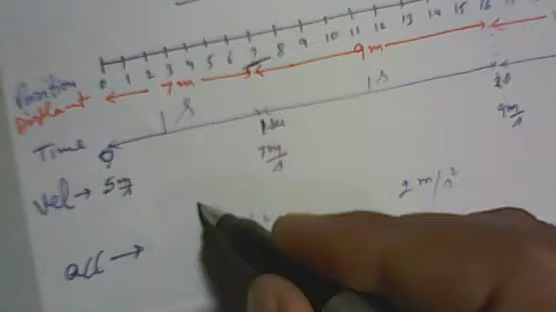 0 1 2 3 4 5 6 7 8 9 10 11 12 13 14 15 16
Position
7 m 9 m
1 s 1 s
Time 0
Vel → 5 m/s 7 m/s 9 m/s
2 m/s²
acc →